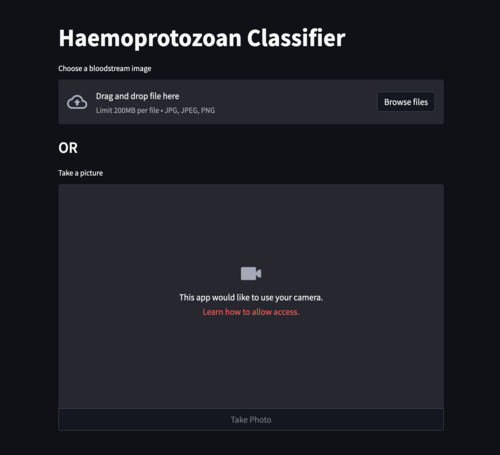 Haemoprotozoan Classifier
Choose a bloodstream image
Drag and drop file here
Limit 200MB per file • JPG, JPEG, PNG
Browse files
OR
Take a picture
This app would like to use your camera.
Learn how to allow access.
Take Photo